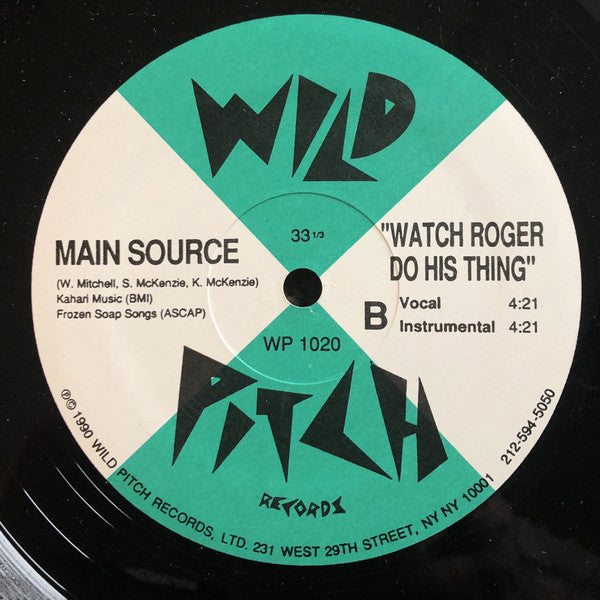 WILD
33 1/3
MAIN SOURCE
(W. Mitchell, S. McKenzie, K. McKenzie)
Kahari Music (BMI)
Frozen Soap Songs (ASCAP)
"WATCH ROGER
DO HIS THING"
B
Vocal 4:21
Instrumental 4:21
WP 1020
PITCH
RECORDS
℗© 1990 WILD PITCH RECORDS, LTD. 231 WEST 29TH STREET, NY NY 10001 212-594-5050